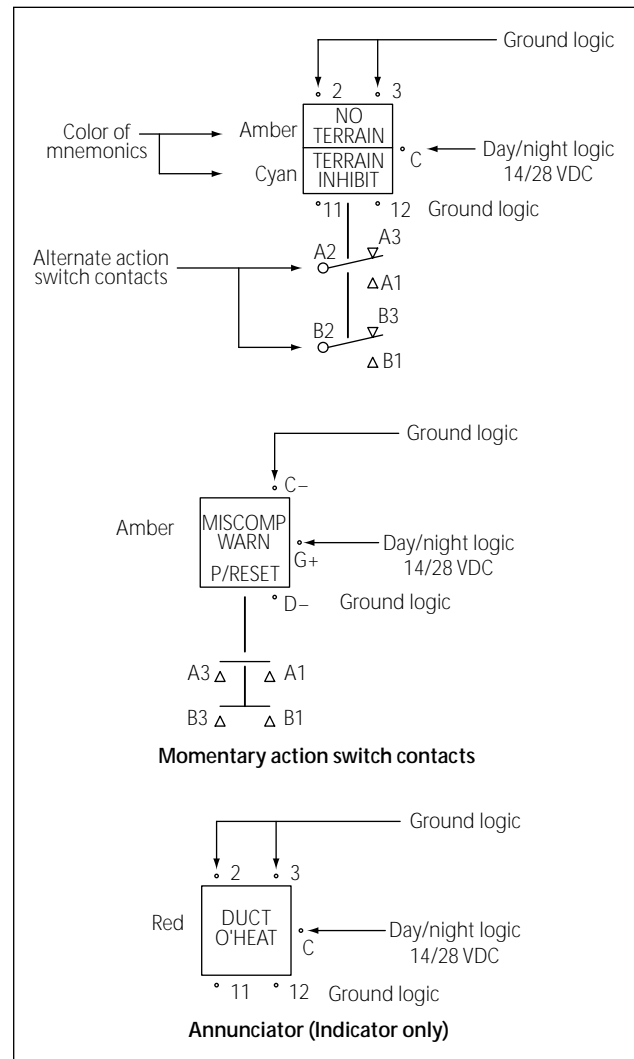 Ground logic
2 3
NO
TERRAIN
Amber
Color of
mnemonics
C
Day/night logic
14/28 VDC
TERRAIN
INHIBIT
Cyan
11 12 Ground logic
A2 A3
A1
Alternate action
switch contacts
B2 B3
B1
Ground logic
C–
Amber
MISCOMP
WARN
P/RESET
G+
Day/night logic
14/28 VDC
D– Ground logic
A3 A1
B3 B1
Momentary action switch contacts
Ground logic
2 3
Red
DUCT
O'HEAT
C
Day/night logic
14/28 VDC
11 12 Ground logic
Annunciator (Indicator only)